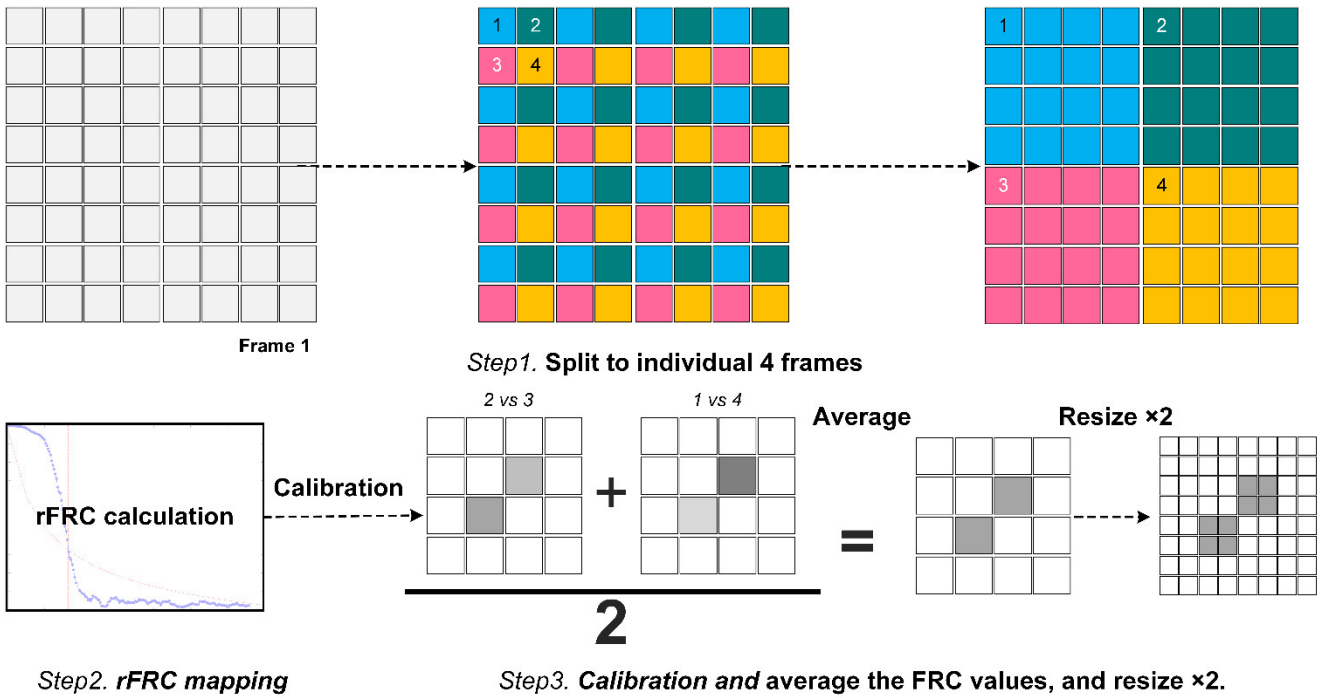 1 2
3 4
1 2
3 4
Frame 1
Step1. Split to individual 4 frames
2 vs 3
1 vs 4
Average
Resize ×2
rFRC calculation
Calibration
+
=
2
Step2. rFRC mapping
Step3. Calibration and average the FRC values, and resize ×2.